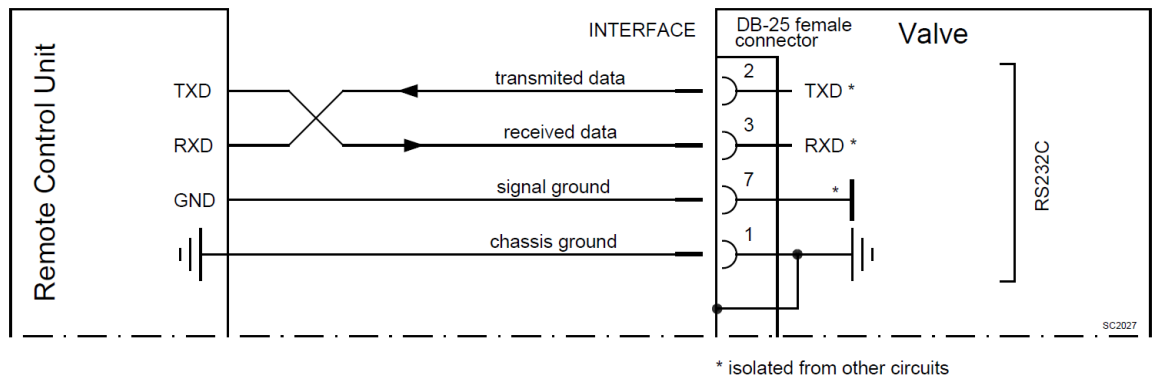 INTERFACE
DB-25 female
connector
Valve
Remote Control Unit
TXD
transmited data
2
TXD *
RXD
received data
3
RXD *
GND
signal ground
7
*
chassis ground
1
RS232C
SC2027
* isolated from other circuits